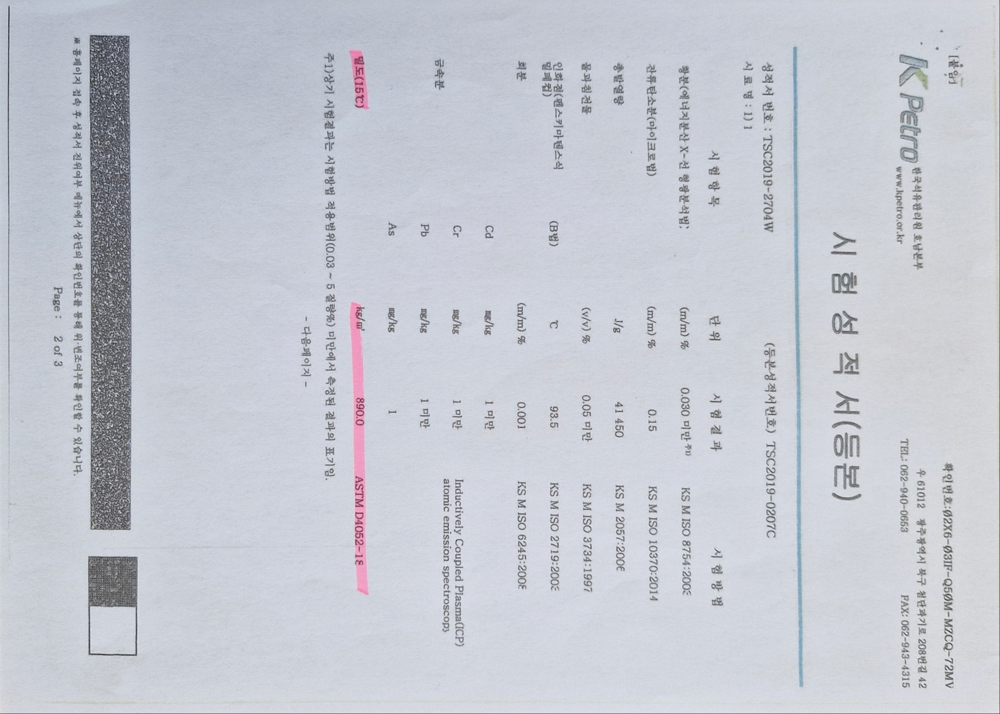 (붙임)
확인번호:Ø2X6-Ø3IF-Q5ØM-MZCQ-72MV
K Petro 한국석유관리원 호남본부
www.kpetro.or.kr
우 61012 광주광역시 북구 첨단과기로 208번길 42
TEL: 062-940-0653 FAX: 062-943-4315
시 험 성 적 서(등본)
성적서 번호 : TSC2019-2704W (등본성적서번호) TSC2019-0207C
시 료 명 : 1) 1
시 험 항 목 단 위 시 험 결 과 시 험 방 법
황분(에너지분산 X-선 형광분석법) (m/m) % 0.030 미만 주1) KS M ISO 8754:200
잔류탄소분(마이크로법) (m/m) % 0.15 KS M ISO 10370:2014
총발열량 J/g 41 450 KS M 2057:200
물과침전물 (v/v) % 0.05 미만 KS M ISO 3734:1997
인화점(펜스키마텐스식 (B법) ℃ 93.5 KS M ISO 2719:200
밀폐컵)
회분 (m/m) % 0.001 KS M ISO 6245:200
금속분 Cd mg/kg 1 미만 Inductively Coupled Plasma(ICP)
atomic emission spectroscopy
Cr mg/kg 1 미만
Pb mg/kg 1 미만
As mg/kg 1
밀도(15℃) kg/㎥ 890.0 ASTM D4052-18
주1)상기 시험결과는 시험방법 적용범위(0.03 ~ 5 질량%) 미만에서 측정된 결과의 표기임.
- 다음페이지 -
※ 홈페이지 접속 후 성적서 진위여부 메뉴에서 상단의 확인번호를 통해 위·변조여부를 확인할 수 있습니다.
Page : 2 of 3